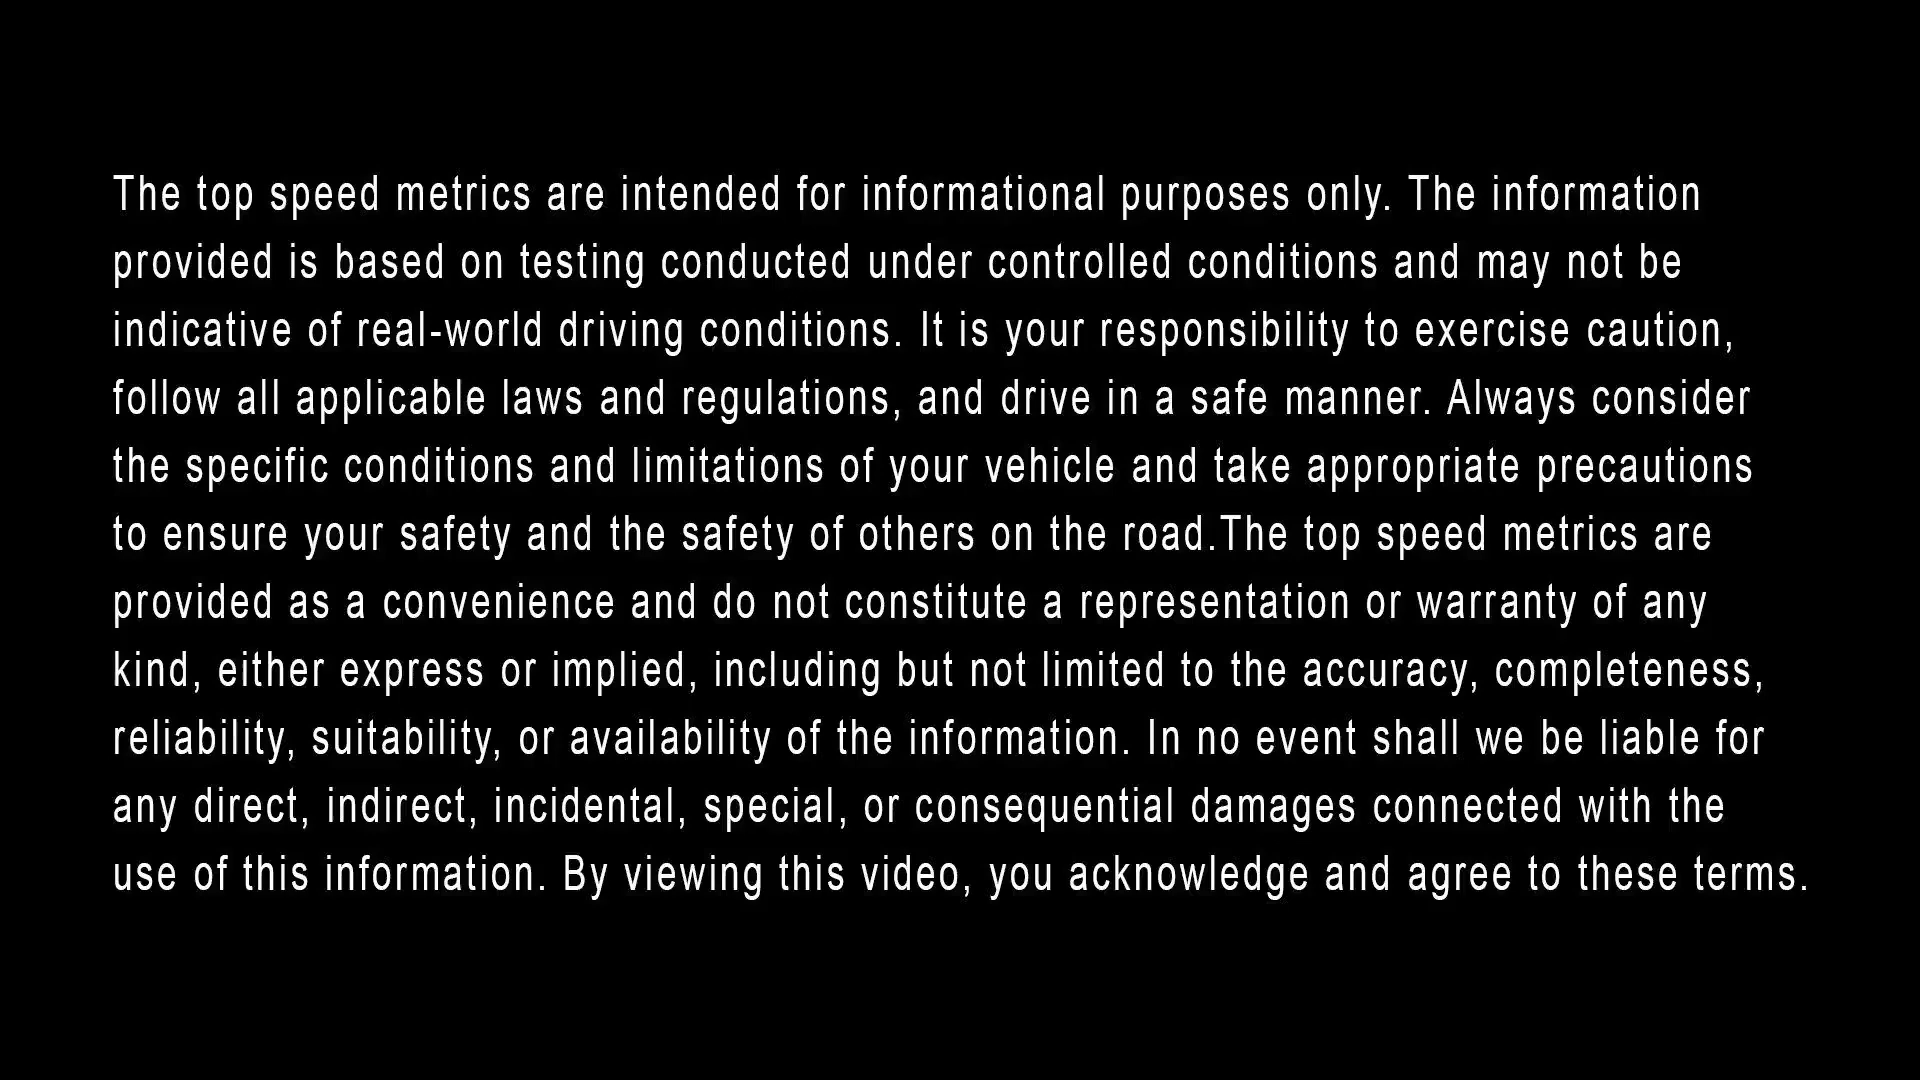 The top speed metrics are intended for informational purposes only. The information
provided is based on testing conducted under controlled conditions and may not be
indicative of real-world driving conditions. It is your responsibility to exercise caution,
follow all applicable laws and regulations, and drive in a safe manner. Always consider
the specific conditions and limitations of your vehicle and take appropriate precautions
to ensure your safety and the safety of others on the road.The top speed metrics are
provided as a convenience and do not constitute a representation or warranty of any
kind, either express or implied, including but not limited to the accuracy, completeness,
reliability, suitability, or availability of the information. In no event shall we be liable for
any direct, indirect, incidental, special, or consequential damages connected with the
use of this information. By viewing this video, you acknowledge and agree to these terms.